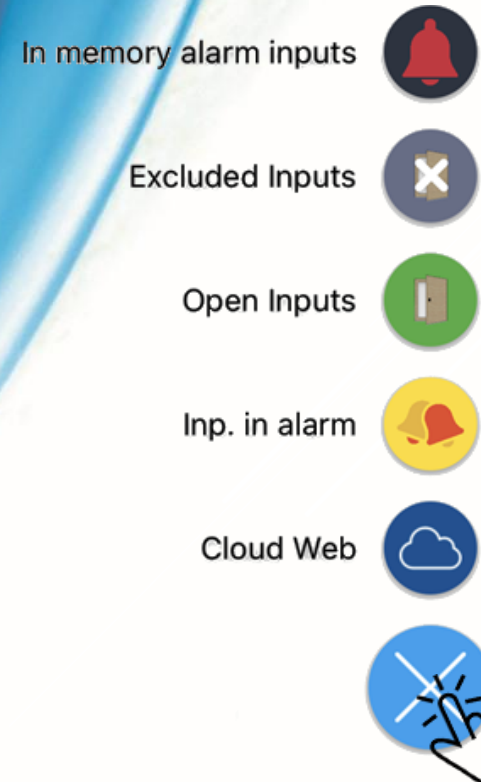 In memory alarm inputs
Excluded Inputs
Open Inputs
Inp. in alarm
Cloud Web